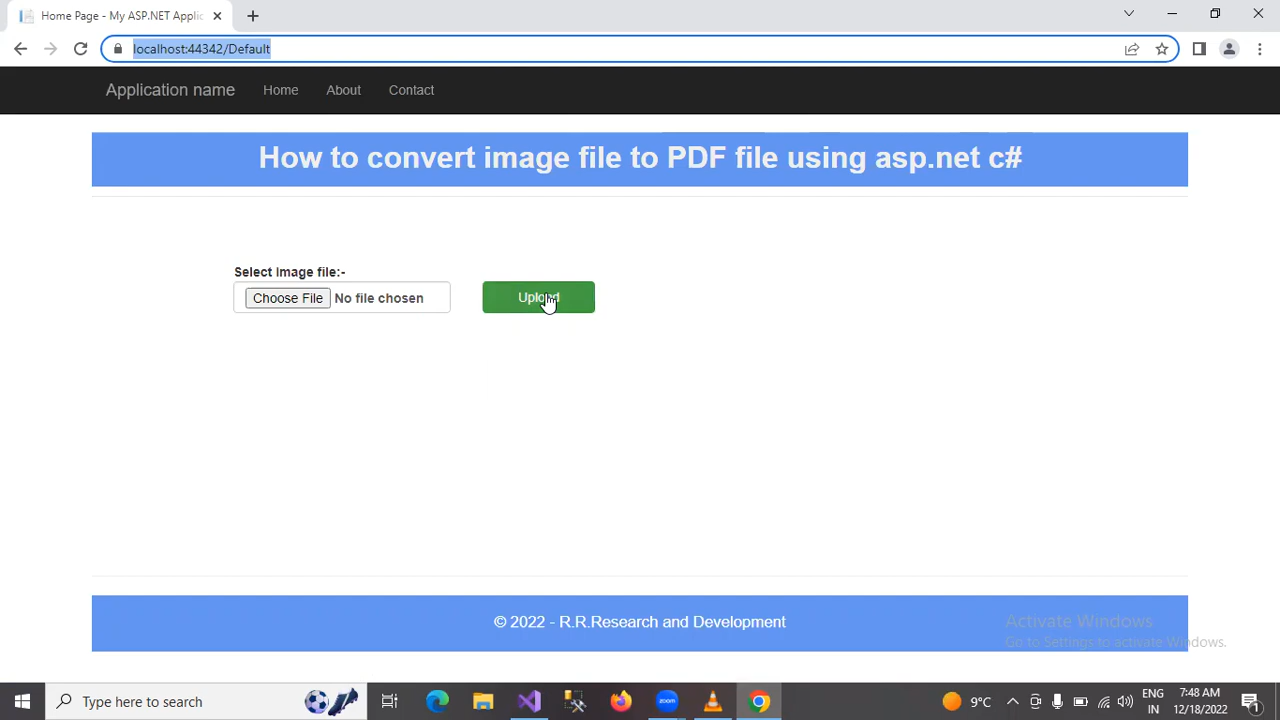 Home Page - My ASP.NET Applic
localhost:44342/Default
Application name Home About Contact
How to convert image file to PDF file using asp.net c#
Select image file:-
Choose File No file chosen
Upload
© 2022 - R.R.Research and Development
Activate Windows
Go to Settings to activate Windows.
Type here to search
zoom
9°C
ENG
IN
7:48 AM
12/18/2022
1